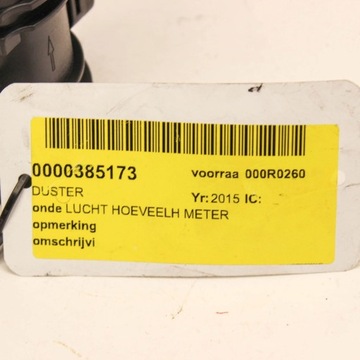 0000385173 voorraa 000R0260
DUSTER Yr: 2015 IC:
onde LUCHT HOEVEELH METER
opmerking
omschrijvi